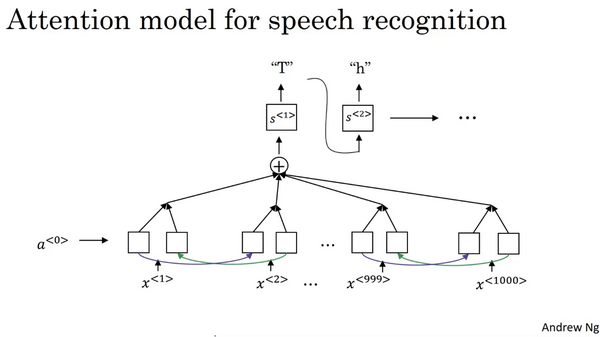 Attention model for speech recognition
“T” “h”
s<1> s<2> ...
+
a<0> ...
x<1> x<2> ... x<999> x<1000>
Andrew Ng